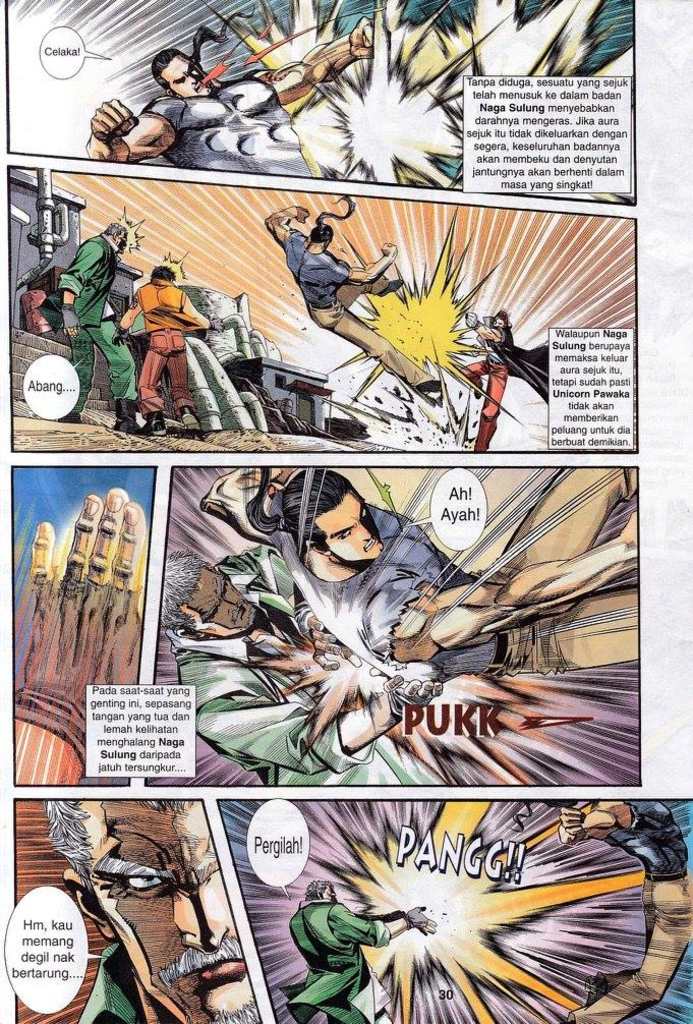 Celaka!
Tanpa diduga, sesuatu yang sejuk
telah menusuk ke dalam badan
Naga Sulung menyebabkan
darahnya mengeras. Jika aura
sejuk itu tidak dikeluarkan dengan
segera, keseluruhan badannya
akan membeku dan denyutan
jantungnya akan berhenti dalam
masa yang singkat!
Abang....
Walaupun Naga
Sulung berupaya
memaksa keluar
aura sejuk itu,
tetapi sudah pasti
Unicorn Pawaka
tidak akan
memberikan
peluang untuk dia
berbuat demikian.
Pada saat-saat yang
genting ini, sepasang
tangan yang tua dan
lemah kelihatan
menghalang Naga
Sulung daripada
jatuh tersungkur....
Ah!
Ayah!
PUKK
Hm, kau
memang
degil nak
bertarung....
Pergilah!
PANGG!!
30